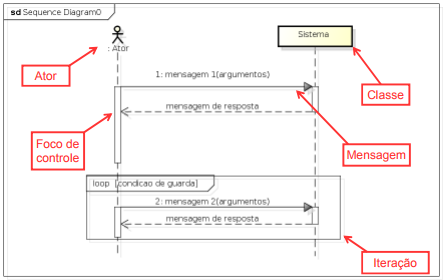 sd Sequence Diagram0
Sistema
: Ator
Ator
Classe
1: mensagem 1(argumentos)
mensagem de resposta
Foco de
controle
Mensagem
loop [condicao de guarda]
2: mensagem 2(argumentos)
mensagem de resposta
Iteração